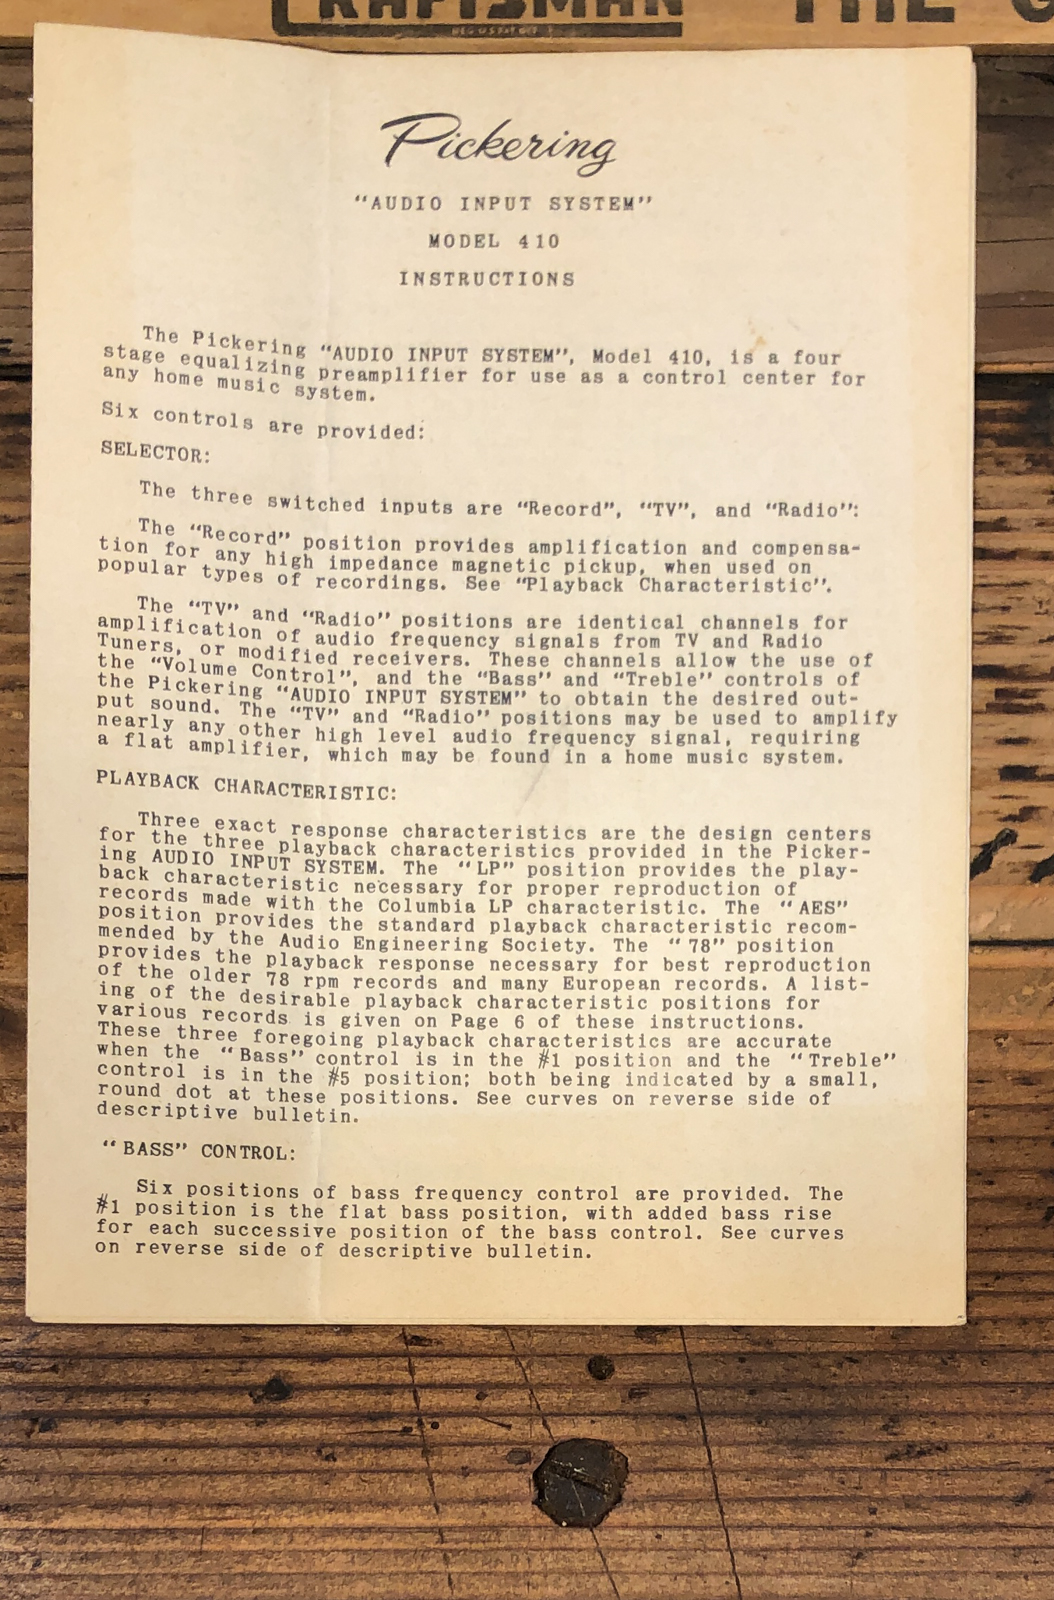 CRAFTSMAN THE G
REG. U.S. PAT. OFF.
Pickering
"AUDIO INPUT SYSTEM"
MODEL 410
INSTRUCTIONS
The Pickering "AUDIO INPUT SYSTEM", Model 410, is a four
stage equalizing preamplifier for use as a control center for
any home music system.
Six controls are provided:
SELECTOR:
The three switched inputs are "Record", "TV", and "Radio":
The "Record" position provides amplification and compensa-
tion for any high impedance magnetic pickup, when used on
popular types of recordings. See "Playback Characteristic".
The "TV" and "Radio" positions are identical channels for
amplification of audio frequency signals from TV and Radio
Tuners, or modified receivers. These channels allow the use of
the "Volume Control", and the "Bass" and "Treble" controls of
the Pickering "AUDIO INPUT SYSTEM" to obtain the desired out-
put sound. The "TV" and "Radio" positions may be used to amplify
nearly any other high level audio frequency signal, requiring
a flat amplifier, which may be found in a home music system.
PLAYBACK CHARACTERISTIC:
Three exact response characteristics are the design centers
for the three playback characteristics provided in the Picker-
ing AUDIO INPUT SYSTEM. The "LP" position provides the play-
back characteristic necessary for proper reproduction of
records made with the Columbia LP characteristic. The "AES"
position provides the standard playback characteristic recom-
mended by the Audio Engineering Society. The "78" position
provides the playback response necessary for best reproduction
of the older 78 rpm records and many European records. A list-
ing of the desirable playback characteristic positions for
various records is given on Page 6 of these instructions.
These three foregoing playback characteristics are accurate
when the "Bass" control is in the #1 position and the "Treble"
control is in the #5 position; both being indicated by a small,
round dot at these positions. See curves on reverse side of
descriptive bulletin.
"BASS" CONTROL:
Six positions of bass frequency control are provided. The
#1 position is the flat bass position, with added bass rise
for each successive position of the bass control. See curves
on reverse side of descriptive bulletin.